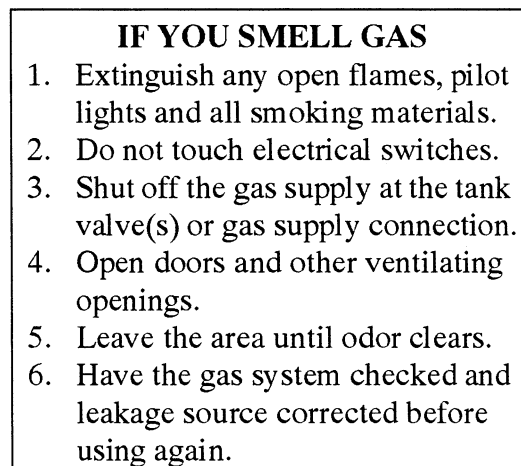 IF YOU SMELL GAS
1. Extinguish any open flames, pilot
lights and all smoking materials.
2. Do not touch electrical switches.
3. Shut off the gas supply at the tank
valve(s) or gas supply connection.
4. Open doors and other ventilating
openings.
5. Leave the area until odor clears.
6. Have the gas system checked and
leakage source corrected before
using again.